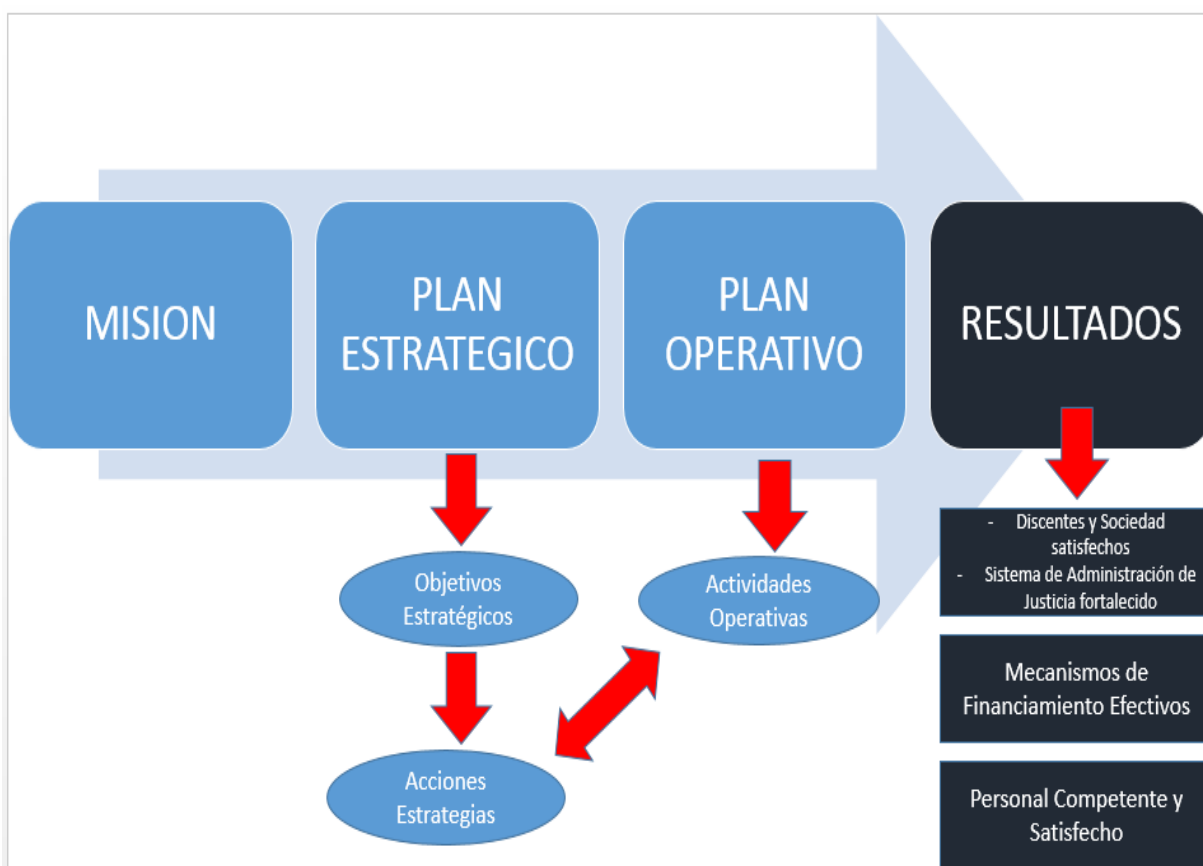 MISION
PLAN
ESTRATEGICO
PLAN
OPERATIVO
RESULTADOS
Objetivos
Estratégicos
Acciones
Estrategias
Actividades
Operativas
- Discentes y Sociedad
satisfechos
- Sistema de Administración de
Justicia fortalecido
Mecanismos de
Financiamiento Efectivos
Personal Competente y
Satisfecho